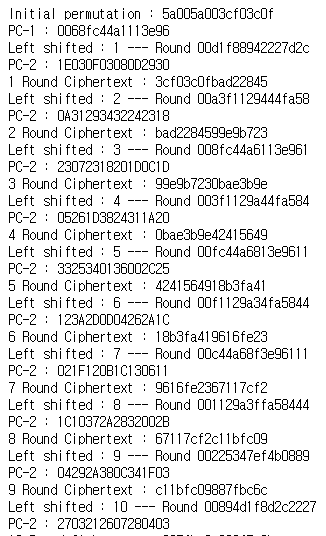 Initial permutation : 5a005a003cf03c0f
PC-1 : 0068fc44a1113e96
Left shifted : 1 --- Round 00d1f88942227d2c
PC-2 : 1E030F03080D2930
1 Round Ciphertext : 3cf03c0fbad22845
Left shifted : 2 --- Round 00a3f1129444fa58
PC-2 : 0A31293432242318
2 Round Ciphertext : bad2284599e9b723
Left shifted : 3 --- Round 008fc44a6113e961
PC-2 : 23072318201D0C1D
3 Round Ciphertext : 99e9b7230bae3b9e
Left shifted : 4 --- Round 003f1129a44fa584
PC-2 : 05261D3824311A20
4 Round Ciphertext : 0bae3b9e42415649
Left shifted : 5 --- Round 00fc44a6813e9611
PC-2 : 3325340136002C25
5 Round Ciphertext : 4241564918b3fa41
Left shifted : 6 --- Round 00f1129a34fa5844
PC-2 : 123A2D0D04262A1C
6 Round Ciphertext : 18b3fa419616fe23
Left shifted : 7 --- Round 00c44a68f3e96111
PC-2 : 021F120B1C130611
7 Round Ciphertext : 9616fe2367117cf2
Left shifted : 8 --- Round 001129a3ffa58444
PC-2 : 1C10372A2832002B
8 Round Ciphertext : 67117cf2c11bfc09
Left shifted : 9 --- Round 00225347ef4b0889
PC-2 : 04292A380C341F03
9 Round Ciphertext : c11bfc09887fbc6c
Left shifted : 10 --- Round 00894d1f8d2c2227
PC-2 : 2703212607280403